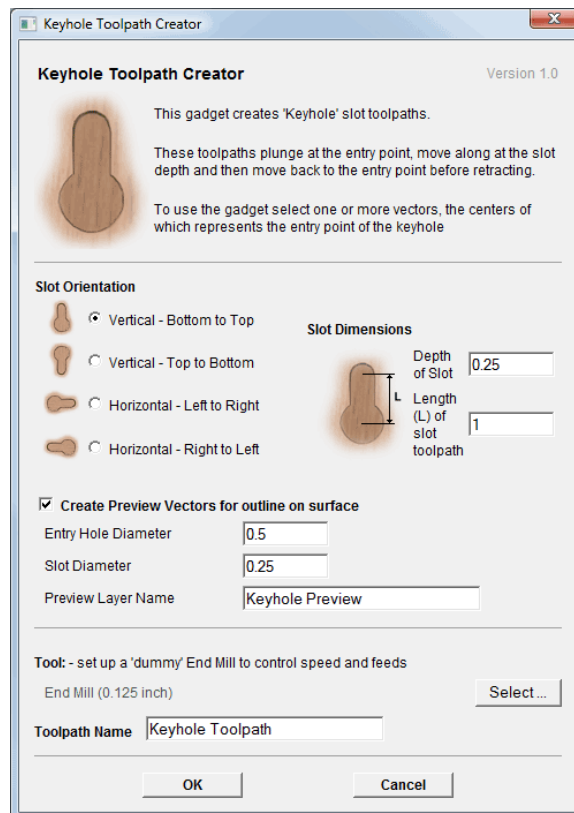 Keyhole Toolpath Creator
Keyhole Toolpath Creator
Version 1.0
This gadget creates 'Keyhole' slot toolpaths.
These toolpaths plunge at the entry point, move along at the slot
depth and then move back to the entry point before retracting.
To use the gadget select one or more vectors, the centers of
which represents the entry point of the keyhole
Slot Orientation
Vertical - Bottom to Top
Vertical - Top to Bottom
Horizontal - Left to Right
Horizontal - Right to Left
Slot Dimensions
L
Depth
of Slot
0.25
Length
(L) of
slot
toolpath
1
Create Preview Vectors for outline on surface
Entry Hole Diameter
0.5
Slot Diameter
0.25
Preview Layer Name
Keyhole Preview
Tool: - set up a 'dummy' End Mill to control speed and feeds
End Mill (0.125 inch)
Select ...
Toolpath Name
Keyhole Toolpath
OK
Cancel